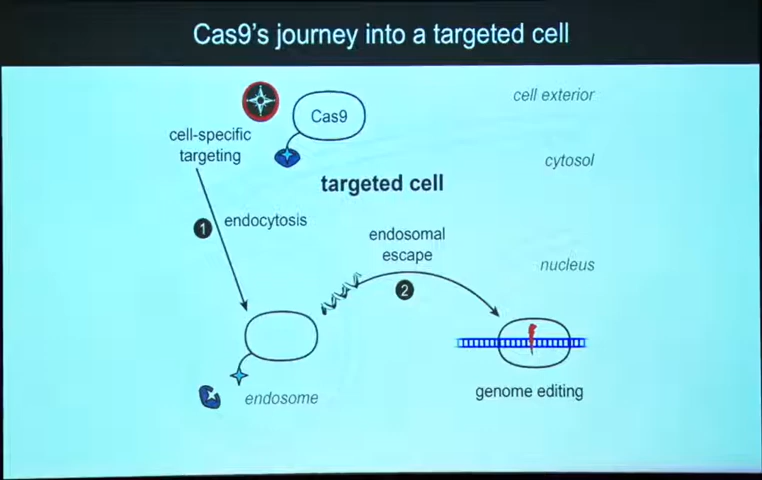 Cas9's journey into a targeted cell
cell exterior
Cas9
cell-specific
targeting
cytosol
targeted cell
1
endocytosis
endosomal
escape
nucleus
2
endosome
genome editing